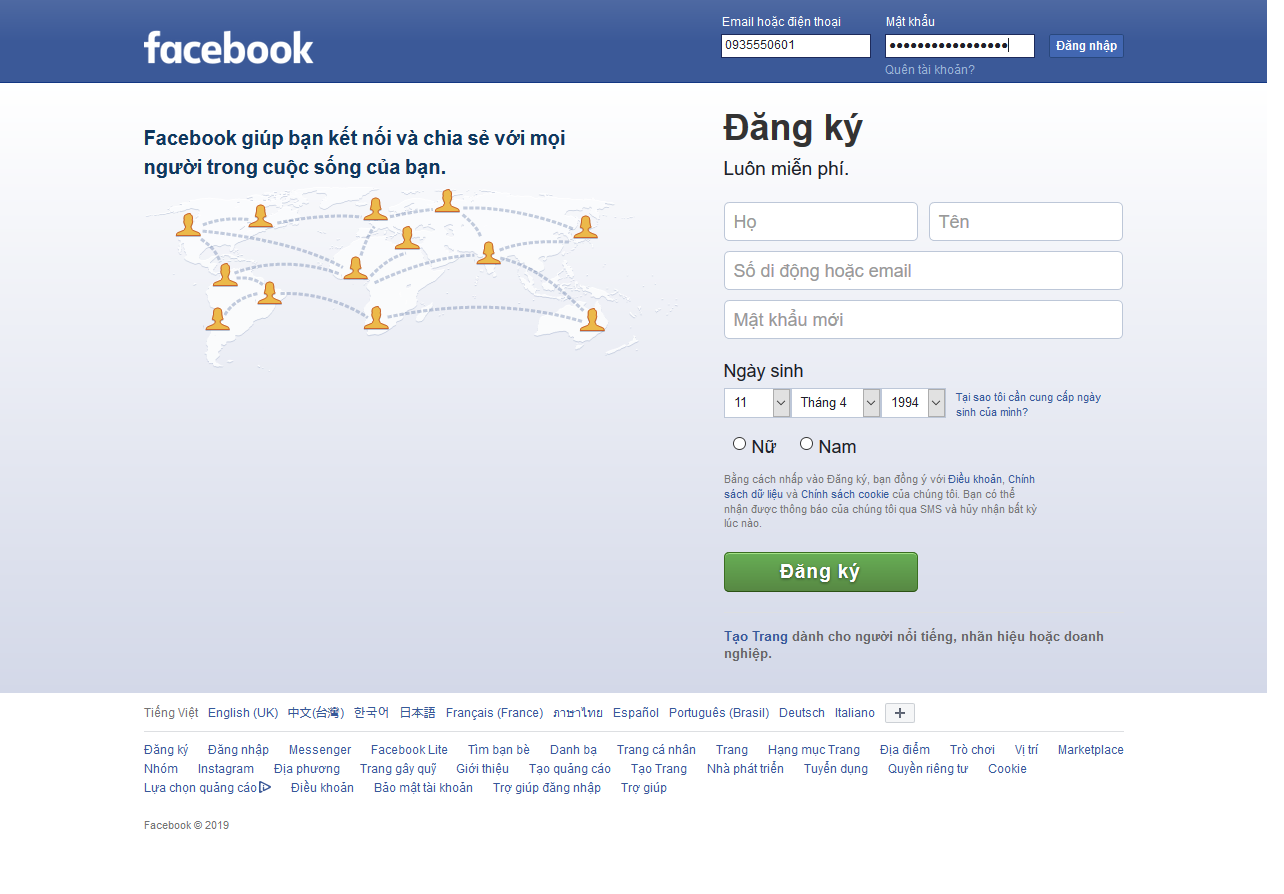 facebook
Email hoặc điện thoại
Mật khẩu
0935550601
•••••••••••••••••
Đăng nhập
Quên tài khoản?
Facebook giúp bạn kết nối và chia sẻ với mọi
người trong cuộc sống của bạn.
Đăng ký
Luôn miễn phí.
Họ
Tên
Số di động hoặc email
Mật khẩu mới
Ngày sinh
11 Tháng 4 1994
Tại sao tôi cần cung cấp ngày
sinh của mình?
Nữ Nam
Bằng cách nhấp vào Đăng ký, bạn đồng ý với Điều khoản, Chính
sách dữ liệu và Chính sách cookie của chúng tôi. Bạn có thể
nhận được thông báo của chúng tôi qua SMS và hủy nhận bất kỳ
lúc nào.
Đăng ký
Tạo Trang dành cho người nổi tiếng, nhãn hiệu hoặc doanh
nghiệp.
Tiếng Việt English (UK) 中文(台灣) 한국어 日本語 Français (France) ภาษาไทย Español Português (Brasil) Deutsch Italiano
Đăng ký Đăng nhập Messenger Facebook Lite Tìm bạn bè Danh bạ Trang cá nhân Trang Hạng mục Trang Địa điểm Trò chơi Vị trí Marketplace
Nhóm Instagram Địa phương Trang gây quỹ Giới thiệu Tạo quảng cáo Tạo Trang Nhà phát triển Tuyển dụng Quyền riêng tư Cookie
Lựa chọn quảng cáo Điều khoản Bảo mật tài khoản Trợ giúp đăng nhập Trợ giúp
Facebook © 2019